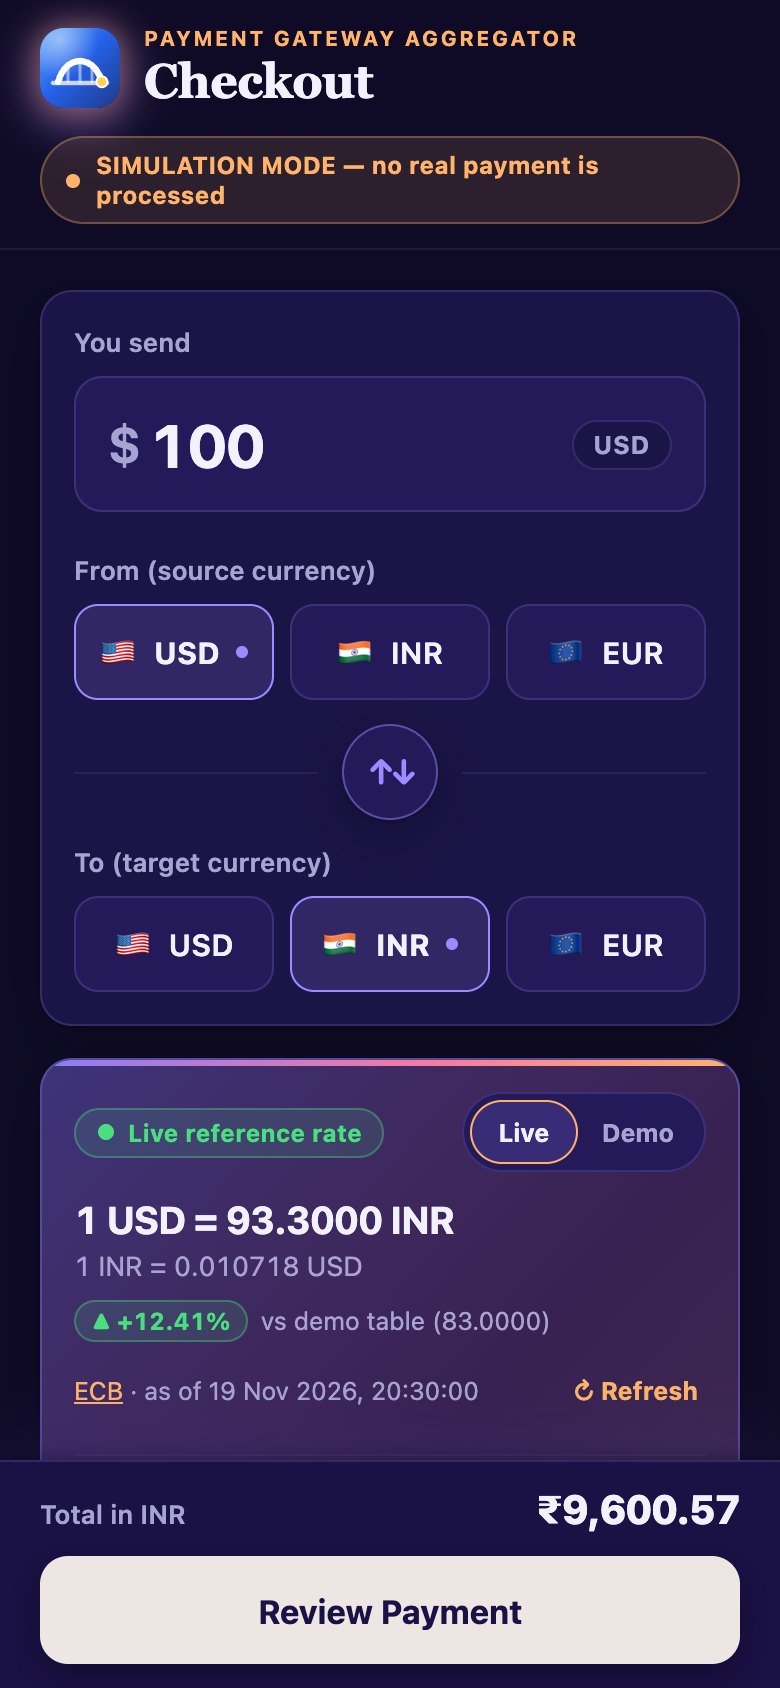 PAYMENT GATEWAY AGGREGATOR
Checkout
SIMULATION MODE — no real payment is
processed
You send
$ 100 USD
From (source currency)
USD INR EUR
To (target currency)
USD INR EUR
Live reference rate Live Demo
1 USD = 93.3000 INR
1 INR = 0.010718 USD
▲ +12.41% vs demo table (83.0000)
ECB · as of 19 Nov 2026, 20:30:00 ↻ Refresh
Total in INR ₹9,600.57
Review Payment